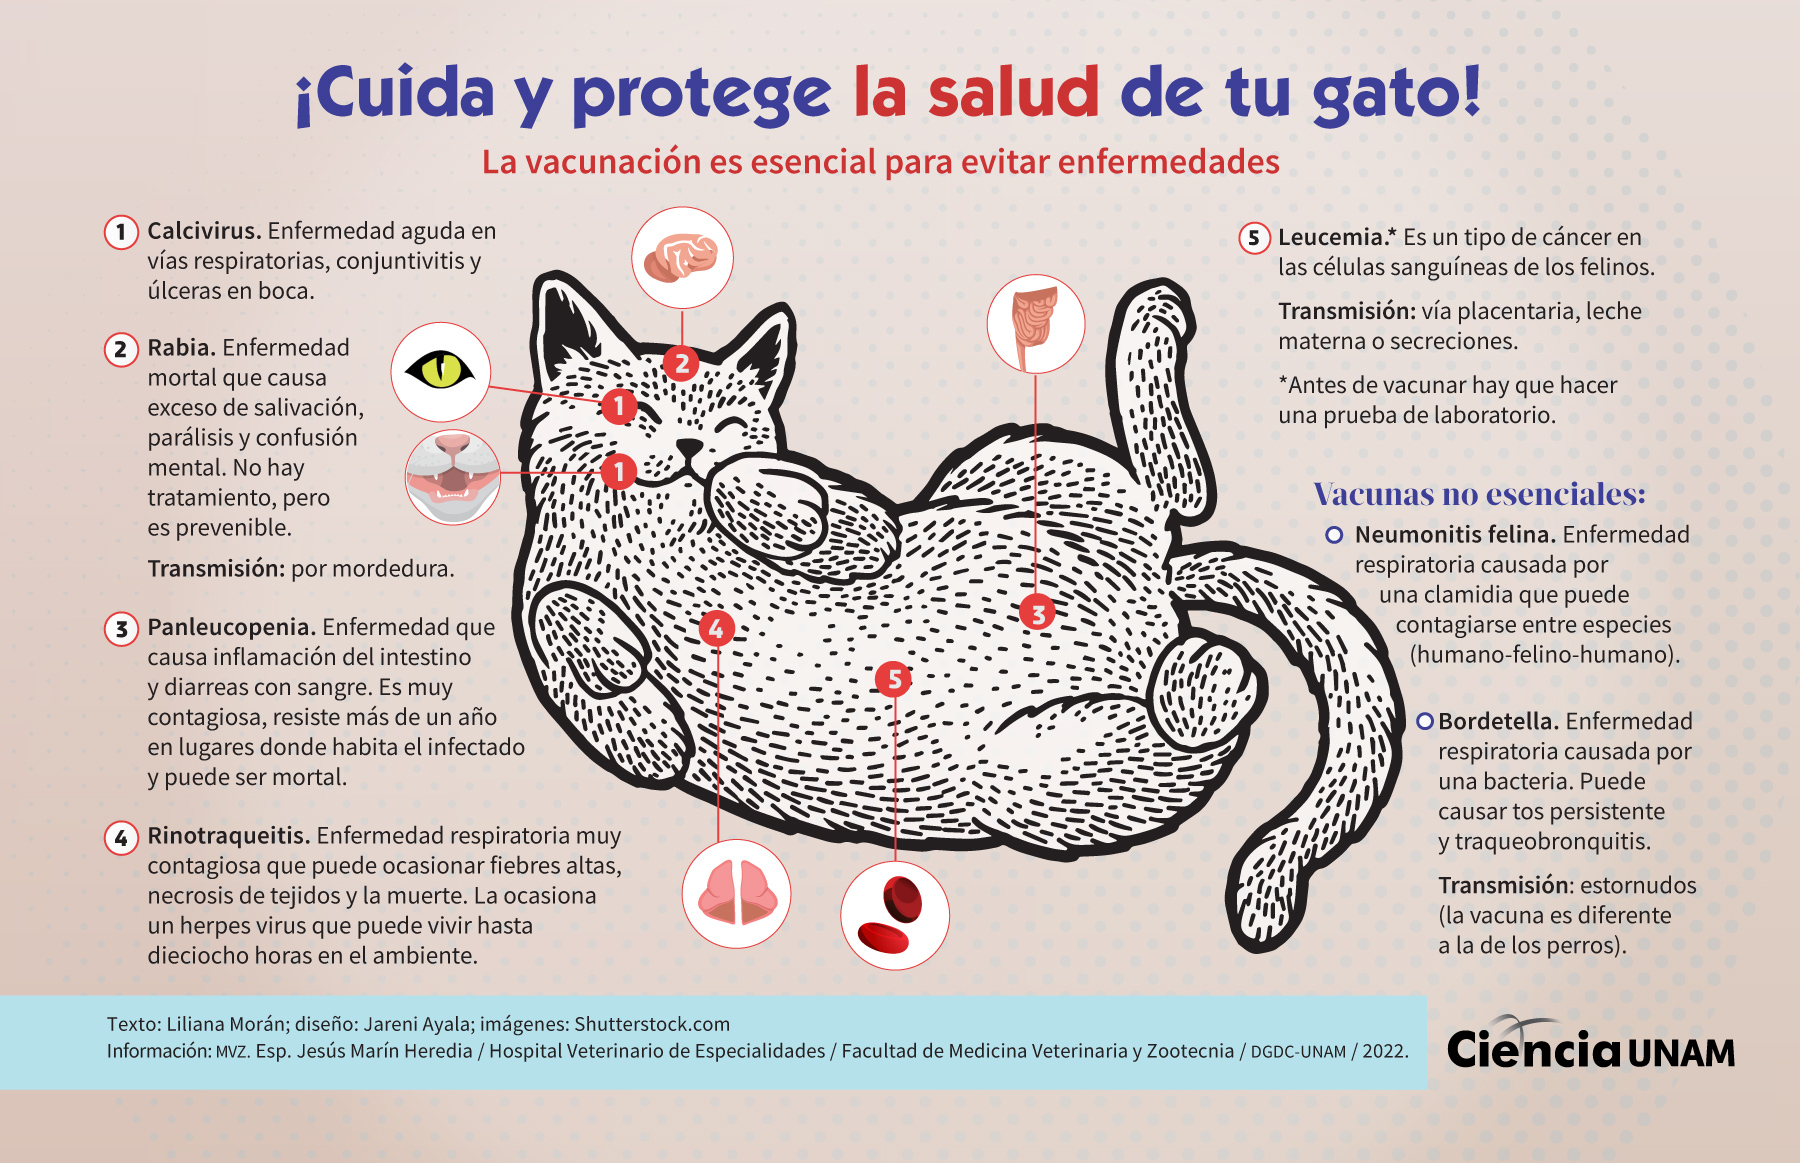 ¡Cuida y protege la salud de tu gato!
La vacunación es esencial para evitar enfermedades
1 Calcivirus. Enfermedad aguda en
vías respiratorias, conjuntivitis y
úlceras en boca.
2 Rabia. Enfermedad
mortal que causa
exceso de salivación,
parálisis y confusión
mental. No hay
tratamiento, pero
es prevenible.
Transmisión: por mordedura.
3 Panleucopenia. Enfermedad que
causa inflamación del intestino
y diarreas con sangre. Es muy
contagiosa, resiste más de un año
en lugares donde habita el infectado
y puede ser mortal.
4 Rinotraqueitis. Enfermedad respiratoria muy
contagiosa que puede ocasionar fiebres altas,
necrosis de tejidos y la muerte. La ocasiona
un herpes virus que puede vivir hasta
dieciocho horas en el ambiente.
2
1
1
3
4
5
5 Leucemia.* Es un tipo de cáncer en
las células sanguíneas de los felinos.
Transmisión: vía placentaria, leche
materna o secreciones.
*Antes de vacunar hay que hacer
una prueba de laboratorio.
Vacunas no esenciales:
Neumonitis felina. Enfermedad
respiratoria causada por
una clamidia que puede
contagiarse entre especies
(humano-felino-humano).
Bordetella. Enfermedad
respiratoria causada por
una bacteria. Puede
causar tos persistente
y traqueobronquitis.
Transmisión: estornudos
(la vacuna es diferente
a la de los perros).
Texto: Liliana Morán; diseño: Jareni Ayala; imágenes: Shutterstock.com
Información: MVZ. Esp. Jesús Marín Heredia / Hospital Veterinario de Especialidades / Facultad de Medicina Veterinaria y Zootecnia / DGDC-UNAM / 2022.
Ciencia UNAM